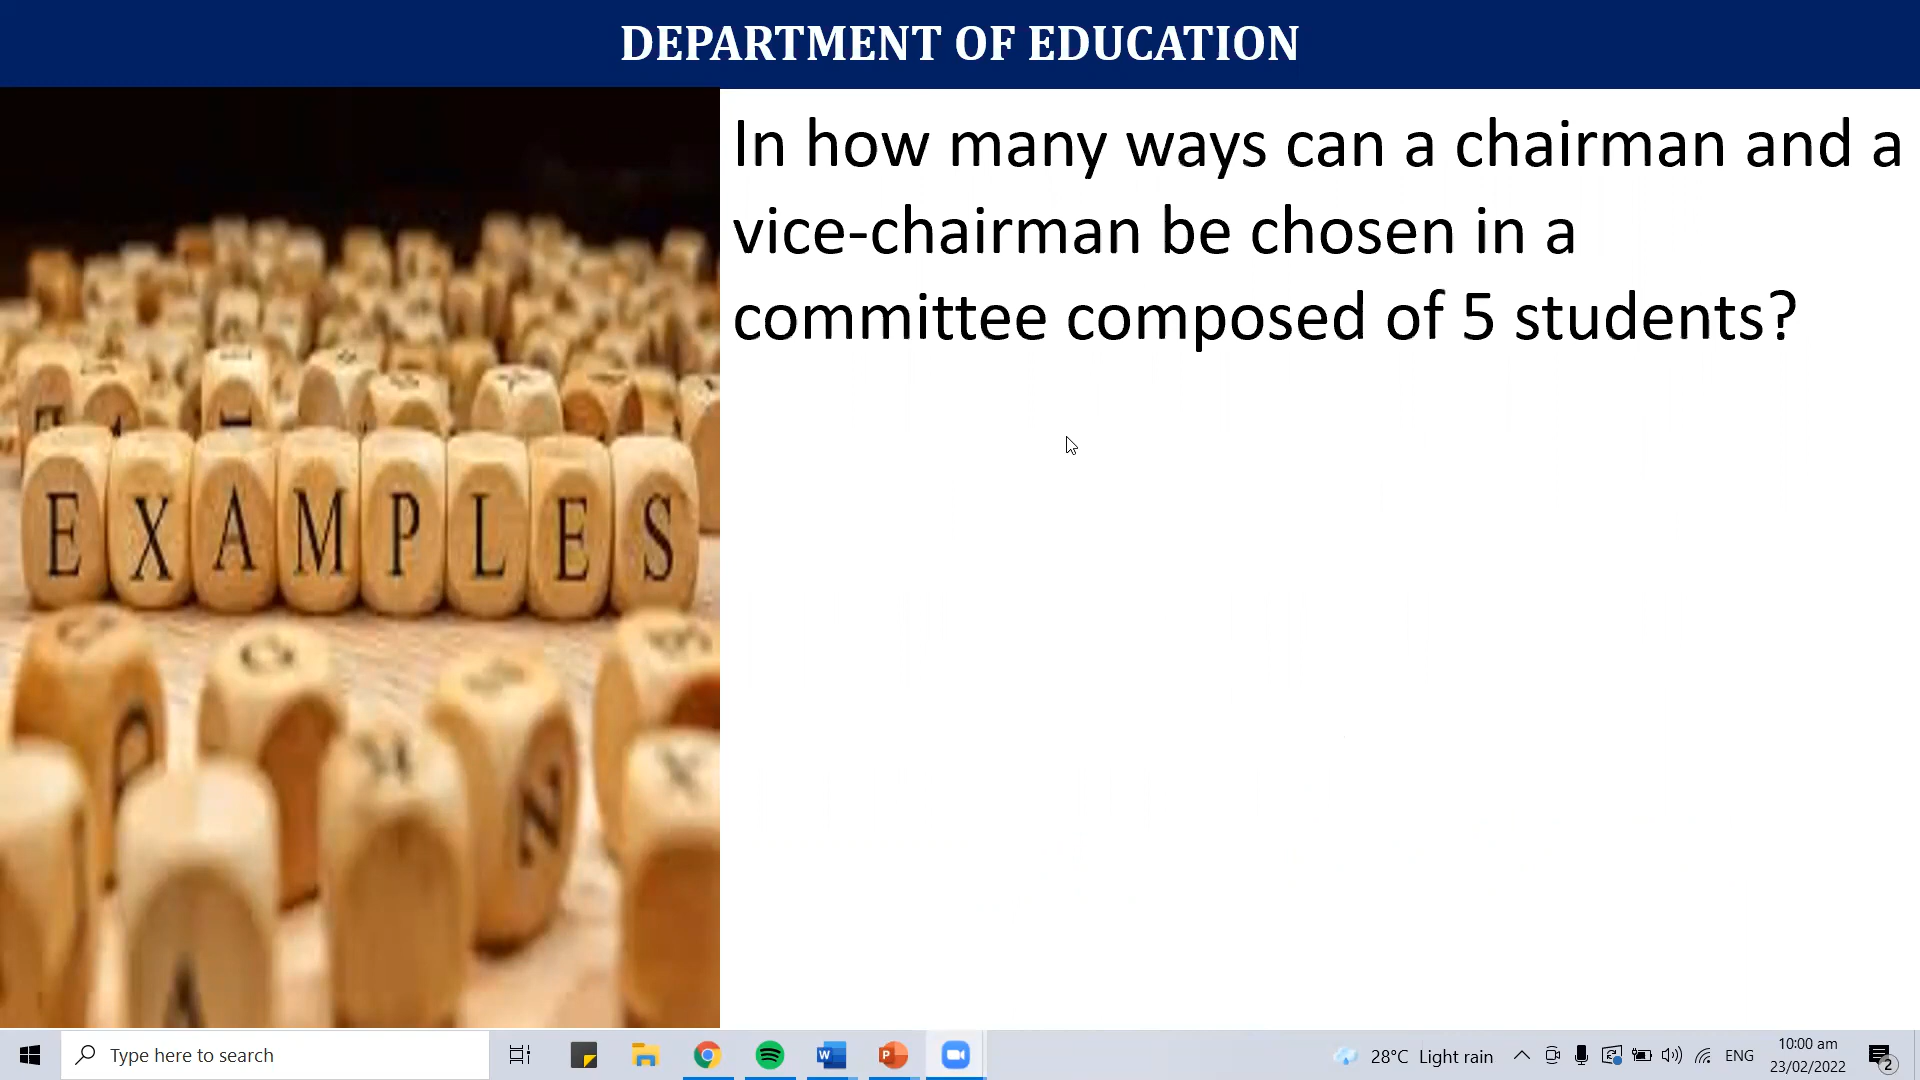 DEPARTMENT OF EDUCATION
In how many ways can a chairman and a
vice-chairman be chosen in a
committee composed of 5 students?
EXAMPLES
Type here to search
28°C Light rain
ENG
10:00 am
23/02/2022
2